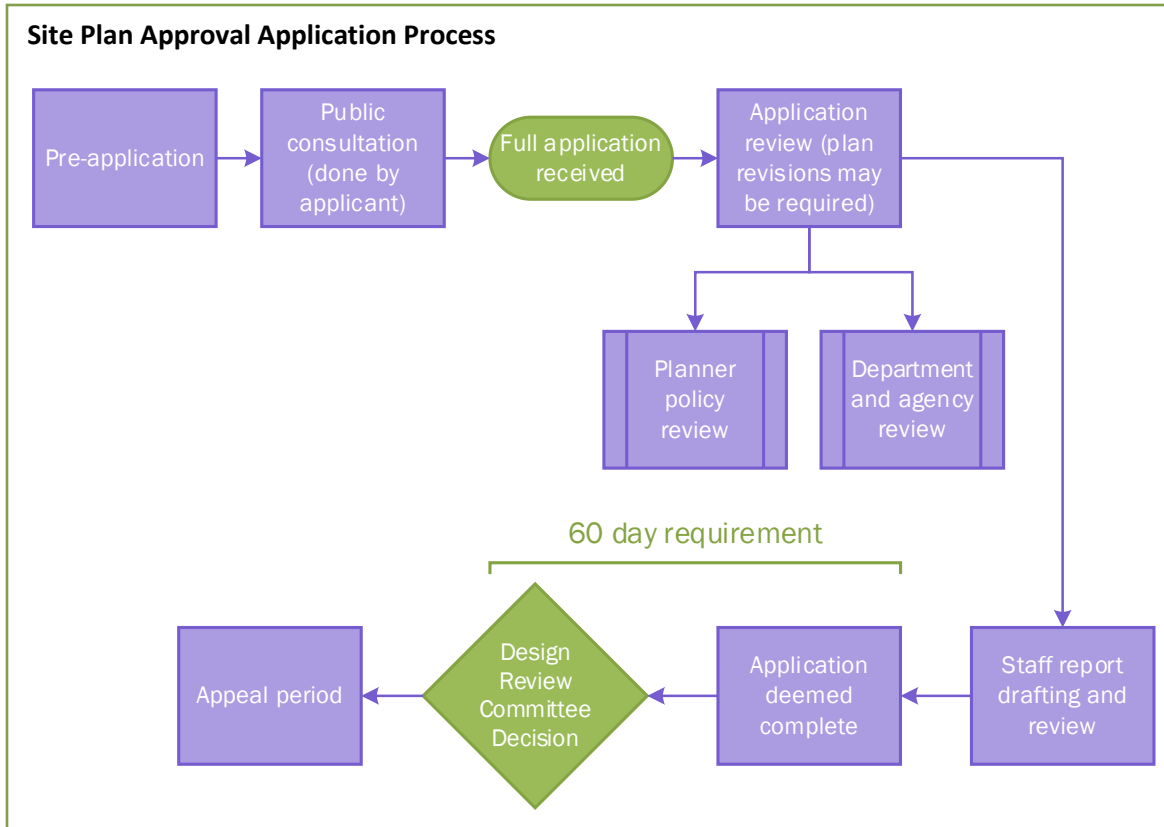 Site Plan Approval Application Process
Pre-application
Public
consultation
(done by
applicant)
Full application
received
Application
review (plan
revisions may
be required)
Planner
policy
review
Department
and agency
review
60 day requirement
Appeal period
Design
Review
Committee
Decision
Application
deemed
complete
Staff report
drafting and
review